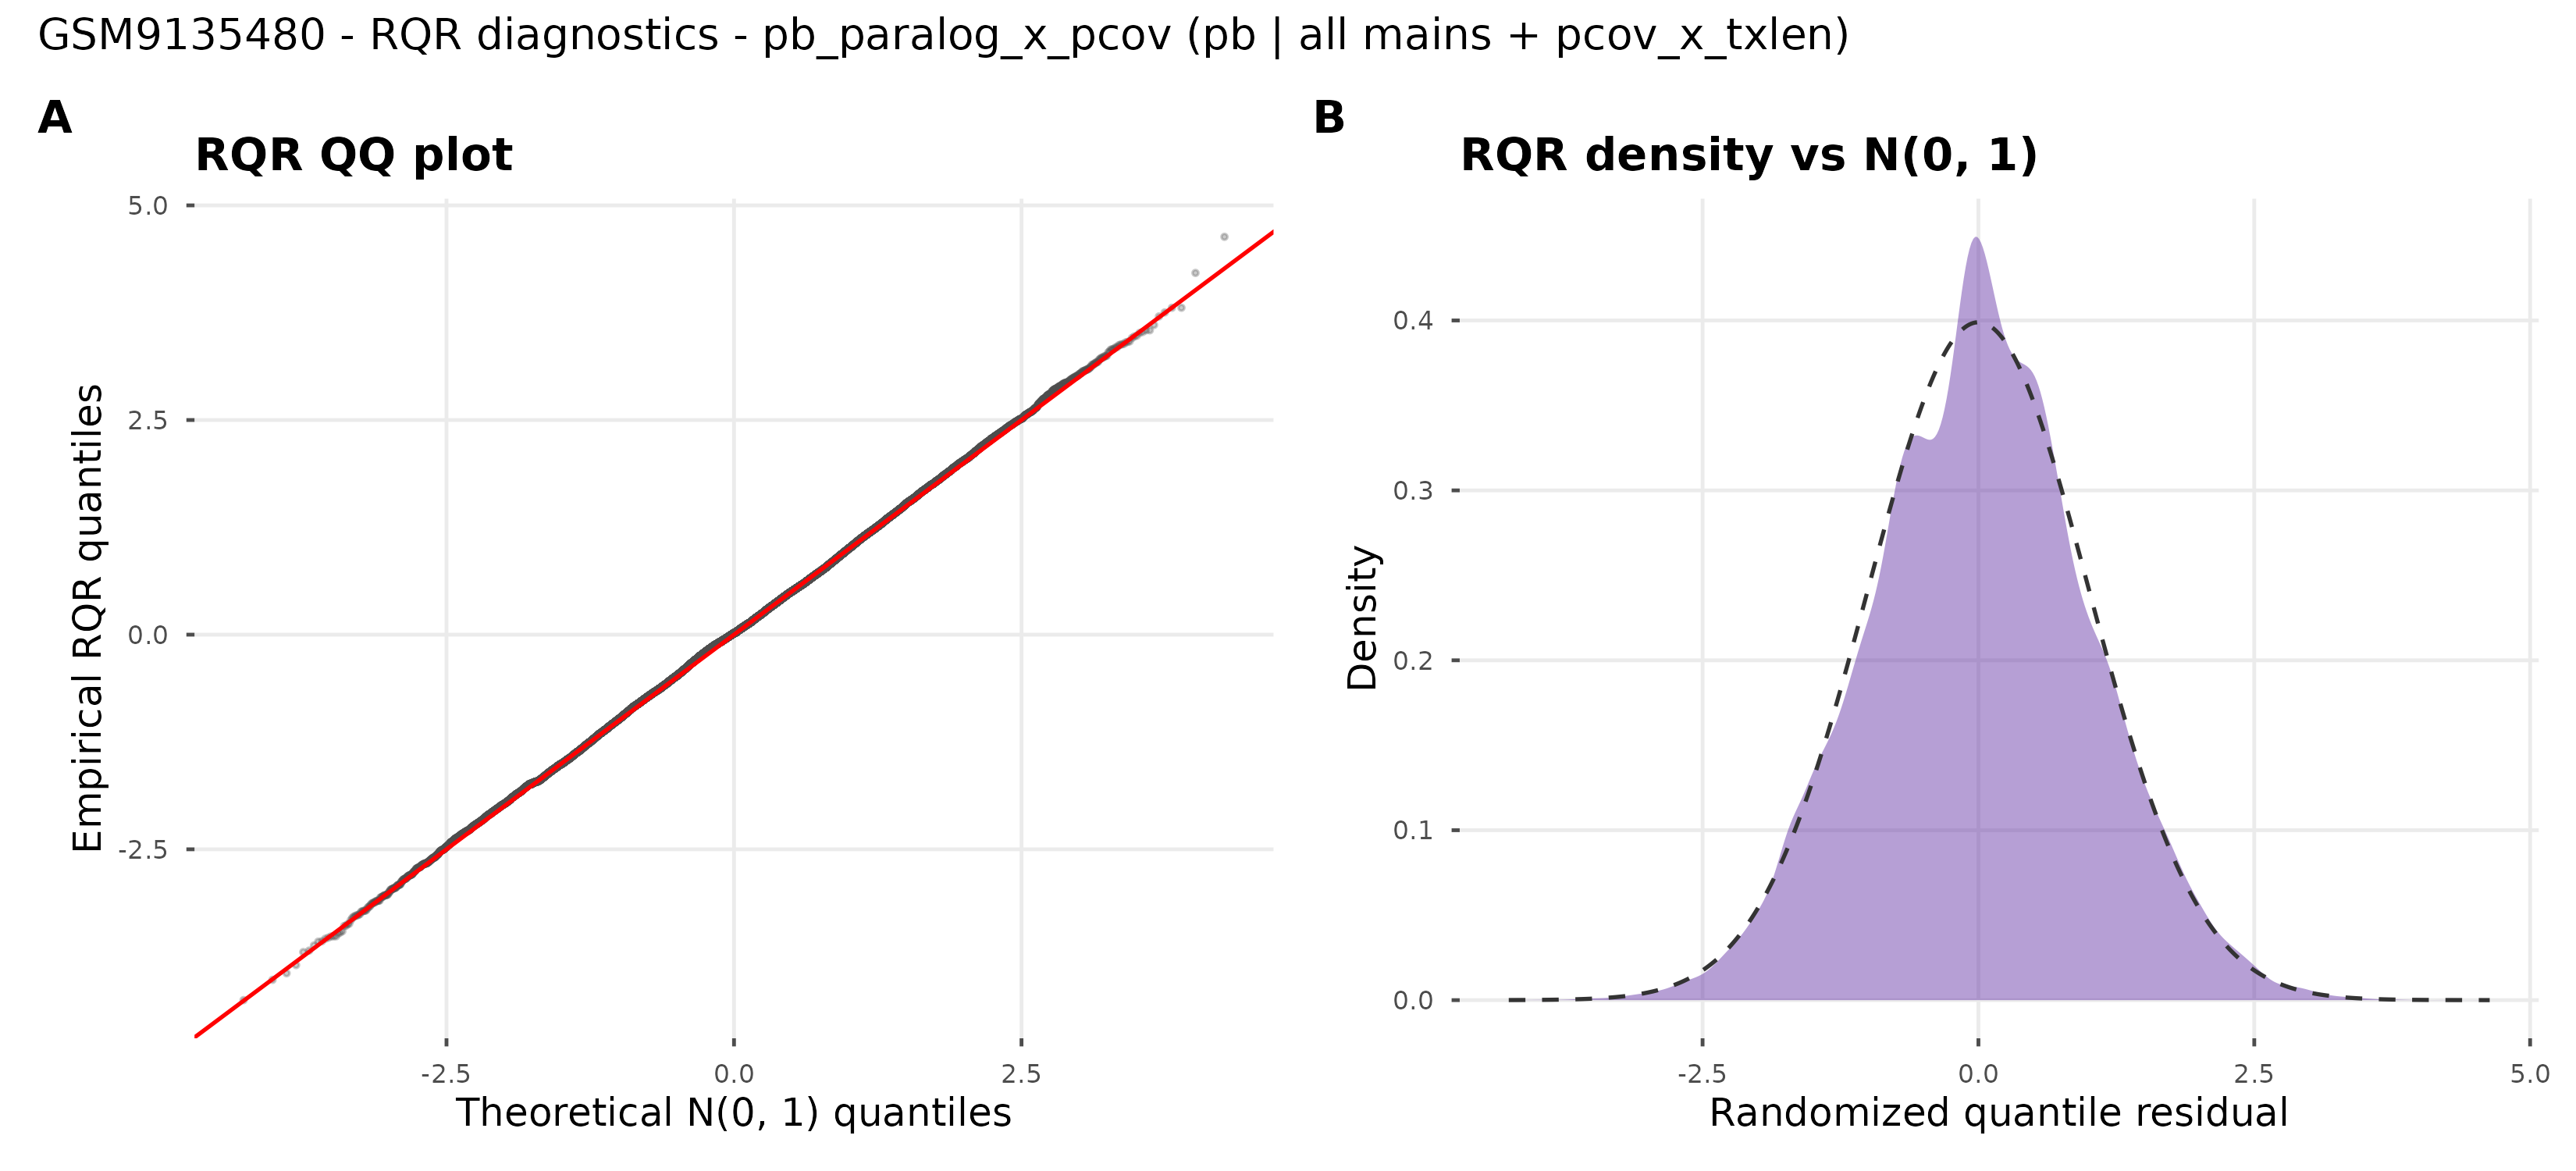 GSM9135480 - RQR diagnostics - pb_paralog_x_pcov (pb | all mains + pcov_x_txlen)
A
RQR QQ plot
5.0
2.5
0.0
-2.5
Empirical RQR quantiles
-2.5
0.0
2.5
Theoretical N(0, 1) quantiles
B
RQR density vs N(0, 1)
0.4
0.3
0.2
0.1
0.0
Density
-2.5
0.0
2.5
5.0
Randomized quantile residual